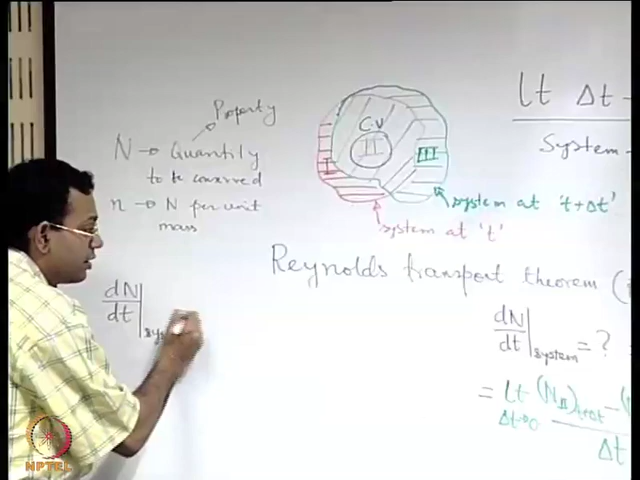 Property
N → Quantity
to be conserved
n → N per unit
mass
C.V
I
II
III
system at 't+Δt'
system at 't'
lt Δt
System
Reynolds transport theorem (
dN
dt
dN
dt system = ?
= lt (N_II)t+Δt −
Δt→0
Δt
NPTEL